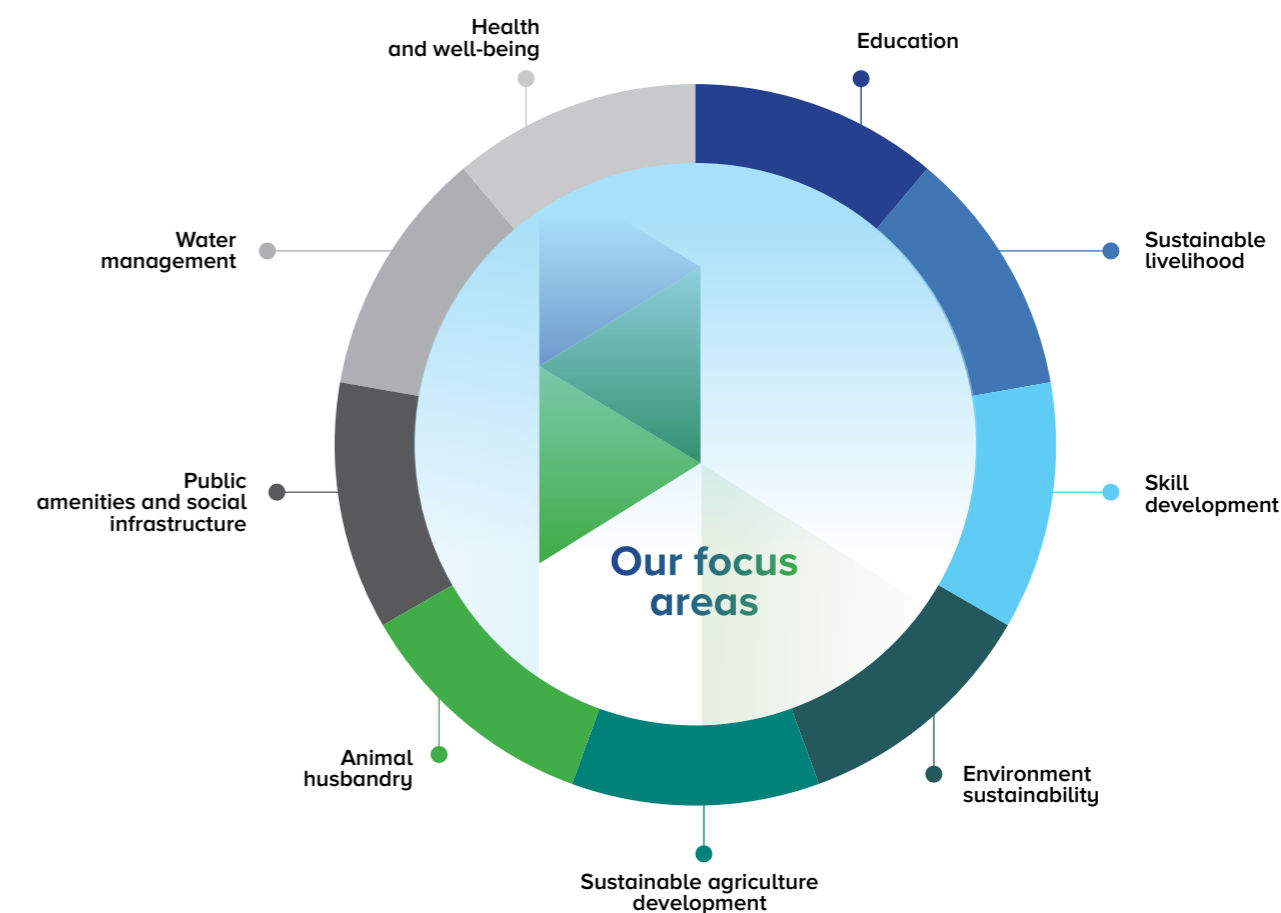 Health
and well-being
Education
Water
management
Sustainable
livelihood
Public
amenities and social
infrastructure
Skill
development
Our focus
areas
Animal
husbandry
Environment
sustainability
Sustainable agriculture
development